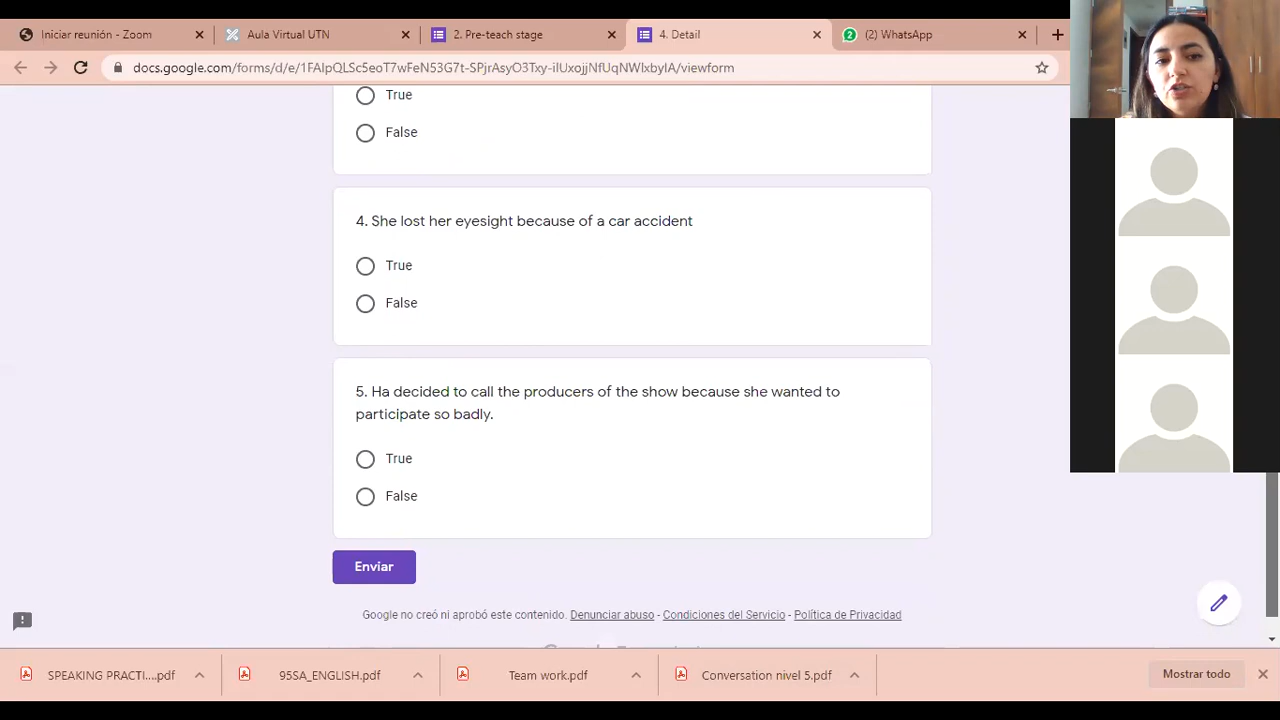 Iniciar reunión - Zoom
Aula Virtual UTN
2. Pre-teach stage
4. Detail
2
(2) WhatsApp
docs.google.com/forms/d/e/1FAIpQLSc5eoT7wFeN53G7t-SPjrAsyO3Txy-iIUxojjNfUqNWlxbyIA/viewform
True
False
4. She lost her eyesight because of a car accident
True
False
5. Ha decided to call the producers of the show because she wanted to
participate so badly.
True
False
Enviar
Google no creó ni aprobó este contenido. Denunciar abuso - Condiciones del Servicio - Política de Privacidad
SPEAKING PRACTI....pdf
95SA_ENGLISH.pdf
Team work.pdf
Conversation nivel 5.pdf
Mostrar todo